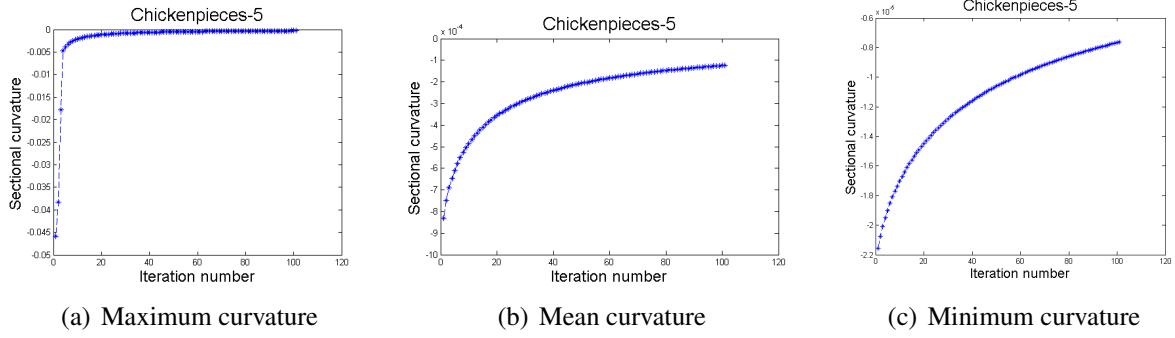 Chickenpieces-5
0
-0.005
-0.01
-0.015
-0.02
-0.025
-0.03
-0.035
-0.04
-0.045
-0.05
Sectional curvature
0 20 40 60 80 100 120
Iteration number
(a) Maximum curvature
Chickenpieces-5
x 10⁻⁴
0
-1
-2
-3
-4
-5
-6
-7
-8
-9
-10
Sectional curvature
0 20 40 60 80 100 120
Iteration number
(b) Mean curvature
Chickenpieces-5
x 10⁻⁶
-0.6
-0.8
-1
-1.2
-1.4
-1.6
-1.8
-2
-2.2
Sectional curvature
0 20 40 60 80 100 120
Iteration number
(c) Minimum curvature